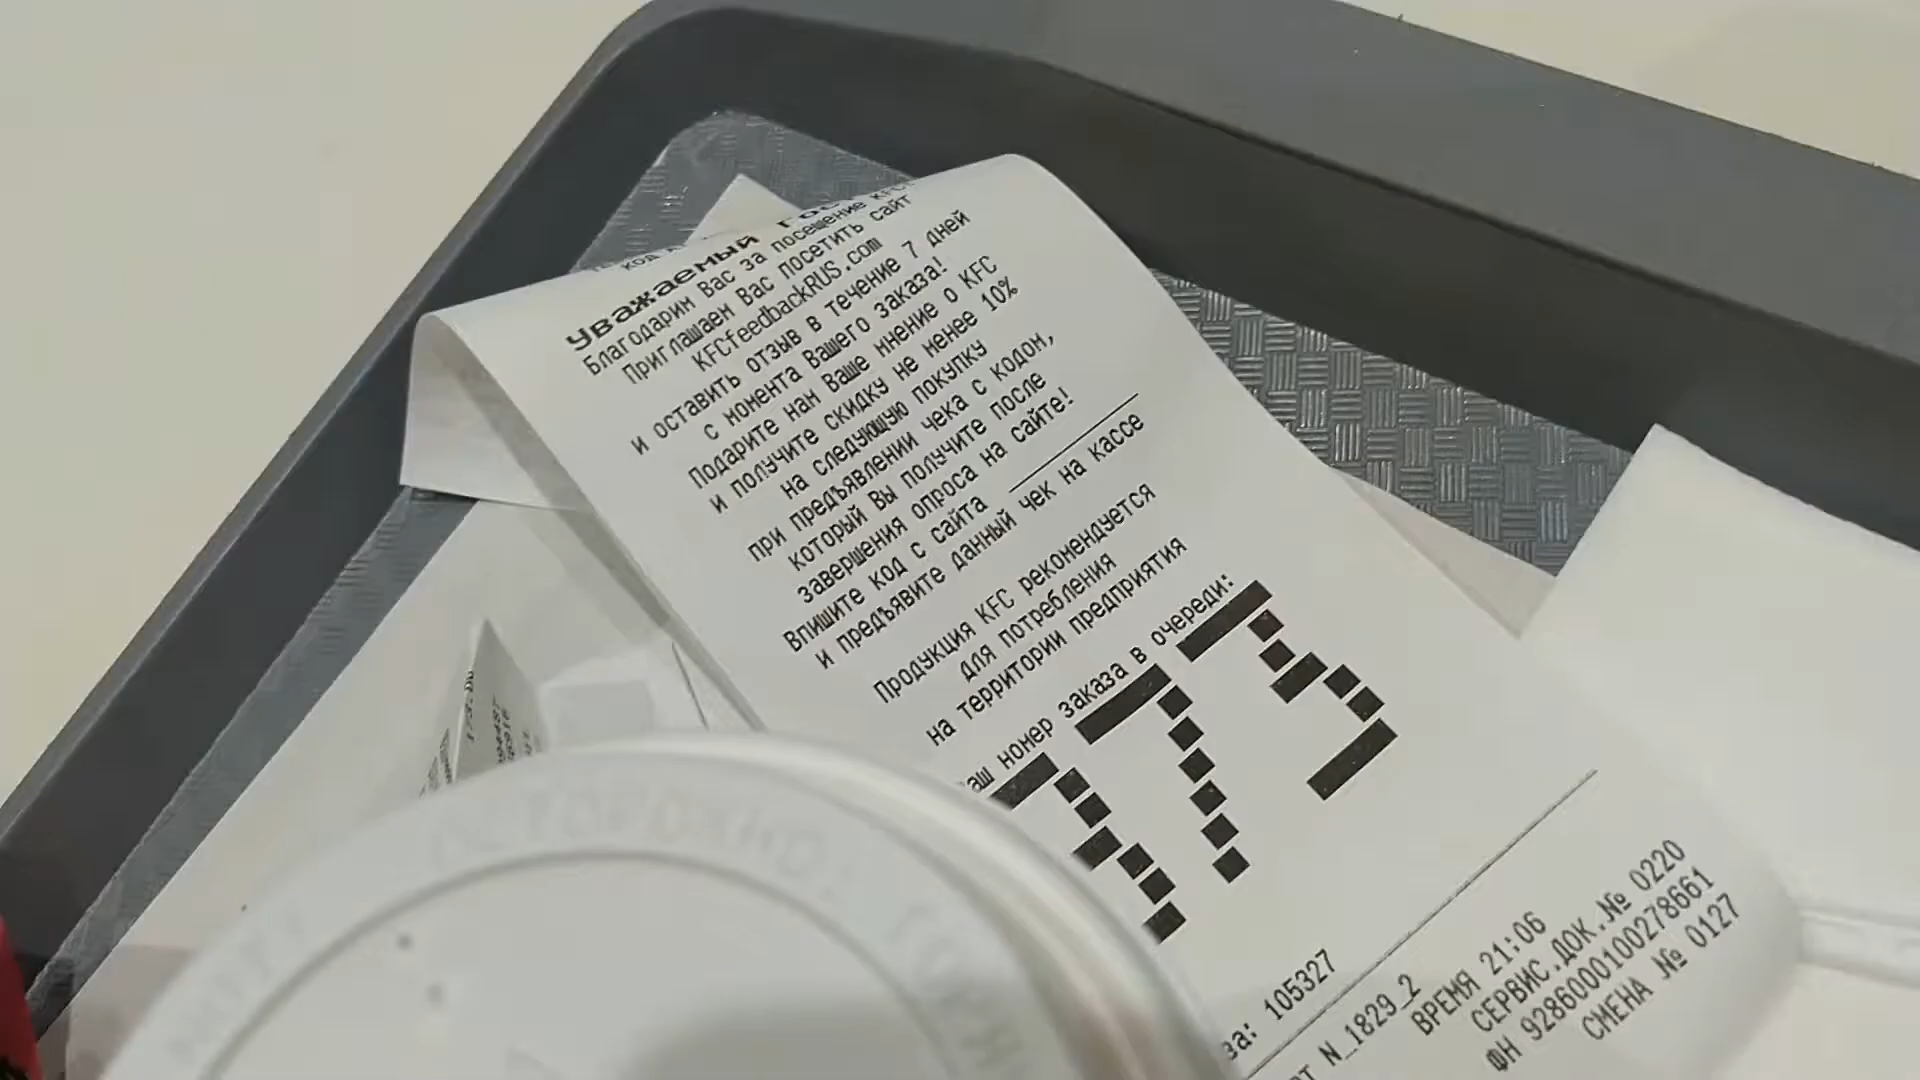 Уважаемый
Благодарим Вас за посещение KFC!
Приглашаем Вас посетить сайт
KFCfeedbackRUS.com
и оставить отзыв в течение 7 дней
с момента Вашего заказа!
Подарите нам Ваше мнение о KFC
и получите скидку не менее 10%
на следующую покупку
при предъявлении чека с кодом,
который Вы получите после
завершения опроса на сайте!
Впишите код с сайта ________
и предъявите данный чек на кассе
Продукция KFC рекомендуется
для потребления
на территории предприятия
номер заказа в очереди:
373
105327
N_1829_2
ВРЕМЯ 21:06
СЕРВИС.ДОК.№ 0220
ФН 9286000100278661
СМЕНА № 0127
ОСТОРОЖНО!